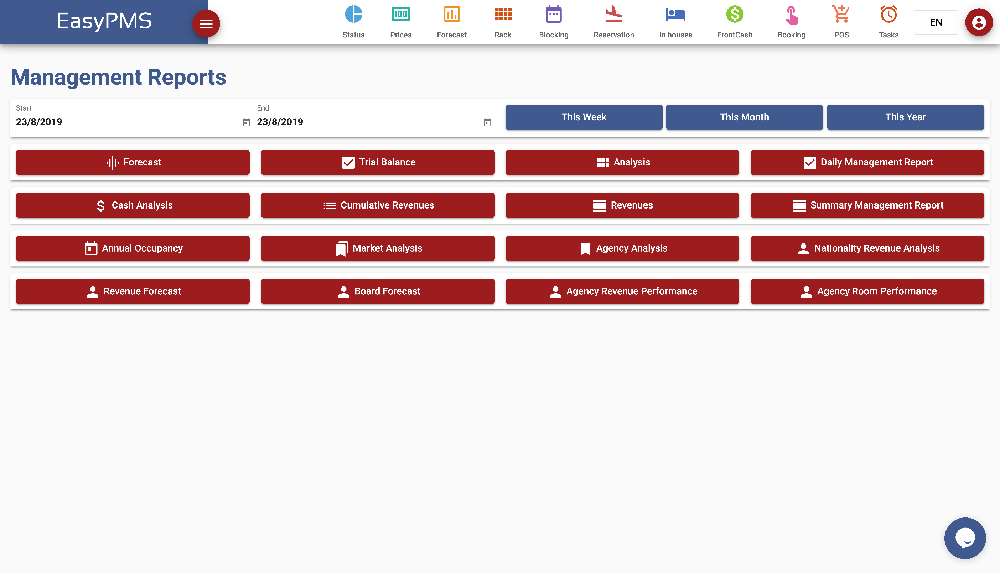 EasyPMS
Status
Prices
Forecast
Rack
Blocking
Reservation
In houses
FrontCash
Booking
POS
Tasks
EN
Management Reports
Start
23/8/2019
End
23/8/2019
This Week
This Month
This Year
Forecast
Trial Balance
Analysis
Daily Management Report
Cash Analysis
Cumulative Revenues
Revenues
Summary Management Report
Annual Occupancy
Market Analysis
Agency Analysis
Nationality Revenue Analysis
Revenue Forecast
Board Forecast
Agency Revenue Performance
Agency Room Performance